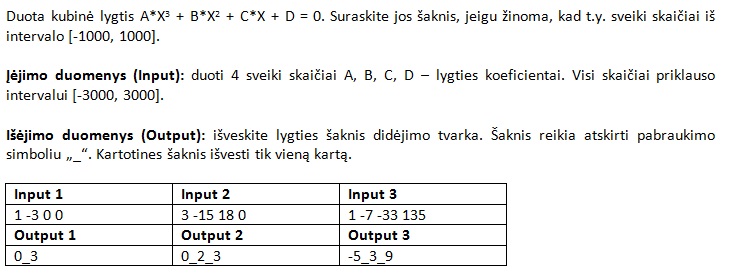 Duota kubinė lygtis A*X³ + B*X² + C*X + D = 0. Suraskite jos šaknis, jeigu žinoma, kad t.y. sveiki skaičiai iš
intervalo [-1000, 1000].
Įėjimo duomenys (Input): duoti 4 sveiki skaičiai A, B, C, D – lygties koeficientai. Visi skaičiai priklauso
intervalui [-3000, 3000].
Išėjimo duomenys (Output): išveskite lygties šaknis didėjimo tvarka. Šaknis reikia atskirti pabraukimo
simboliu „_“. Kartotines šaknis išvesti tik vieną kartą.
Input 1 Input 2 Input 3
1 -3 0 0 3 -15 18 0 1 -7 -33 135
Output 1 Output 2 Output 3
0_3 0_2_3 -5_3_9